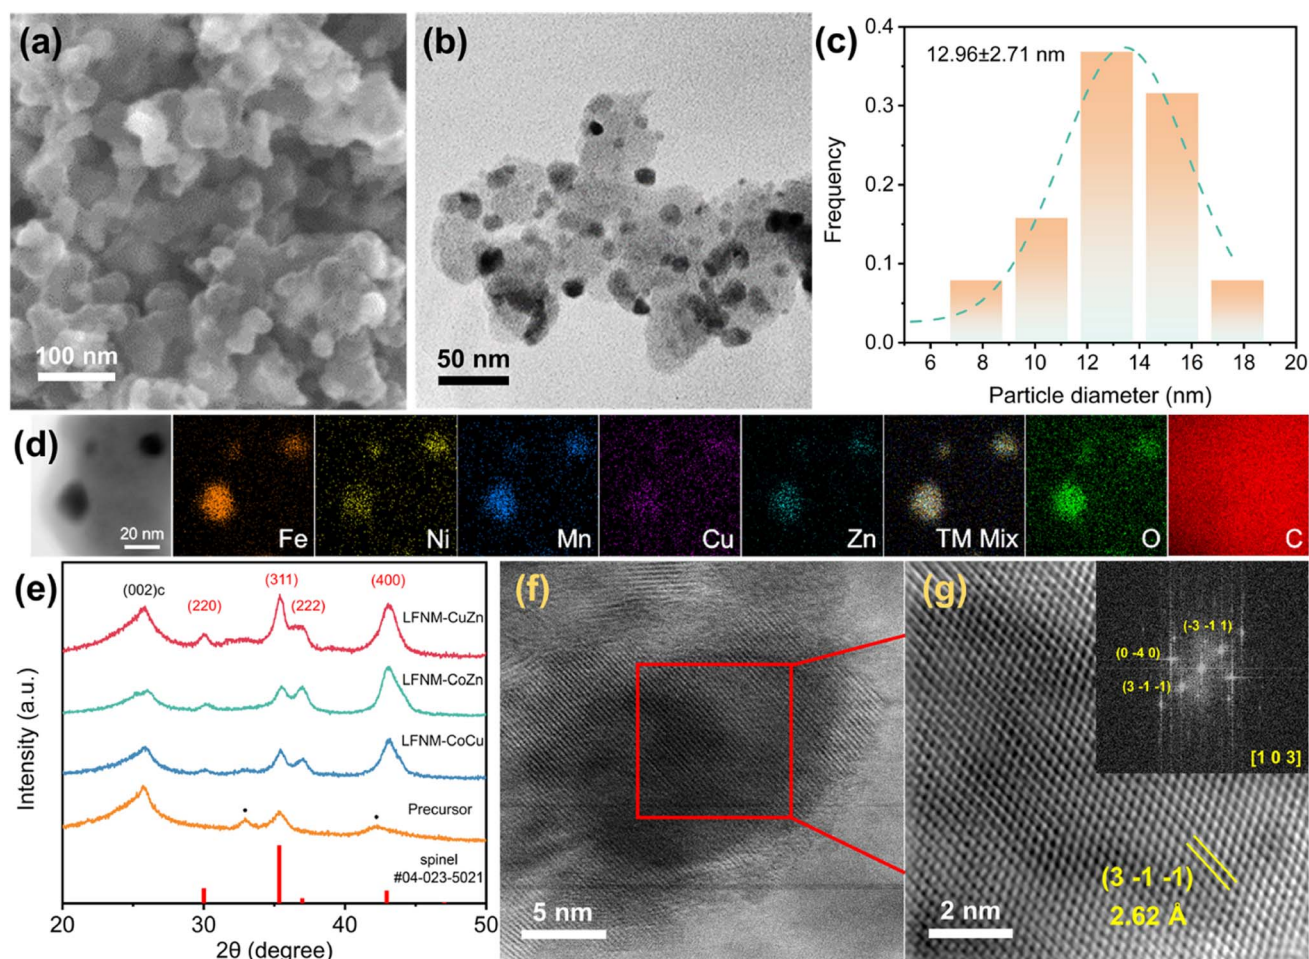 (a)
100 nm
(b)
50 nm
(c)
12.96±2.71 nm
0.4
0.3
0.2
0.1
0.0
Frequency
6 8 10 12 14 16 18 20
Particle diameter (nm)
(d)
20 nm
Fe
Ni
Mn
Cu
Zn
TM Mix
O
C
(e)
(002)c
(220)
(311)
(222)
(400)
LFNM-CuZn
LFNM-CoZn
LFNM-CoCu
Precursor
spinel
#04-023-5021
Intensity (a.u.)
20 30 40 50
2θ (degree)
(f)
5 nm
(g)
(-3 -1 1)
(0 -4 0)
(3 -1 -1)
[1 0 3]
(3 -1 -1)
2.62 Å
2 nm